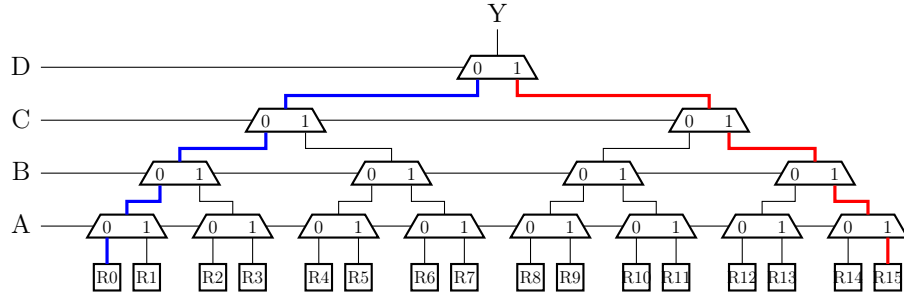 Y
D 0 1
C 0 1 0 1
B 0 1 0 1 0 1 0 1
A 0 1 0 1 0 1 0 1 0 1 0 1 0 1 0 1
R0 R1 R2 R3 R4 R5 R6 R7 R8 R9 R10 R11 R12 R13 R14 R15